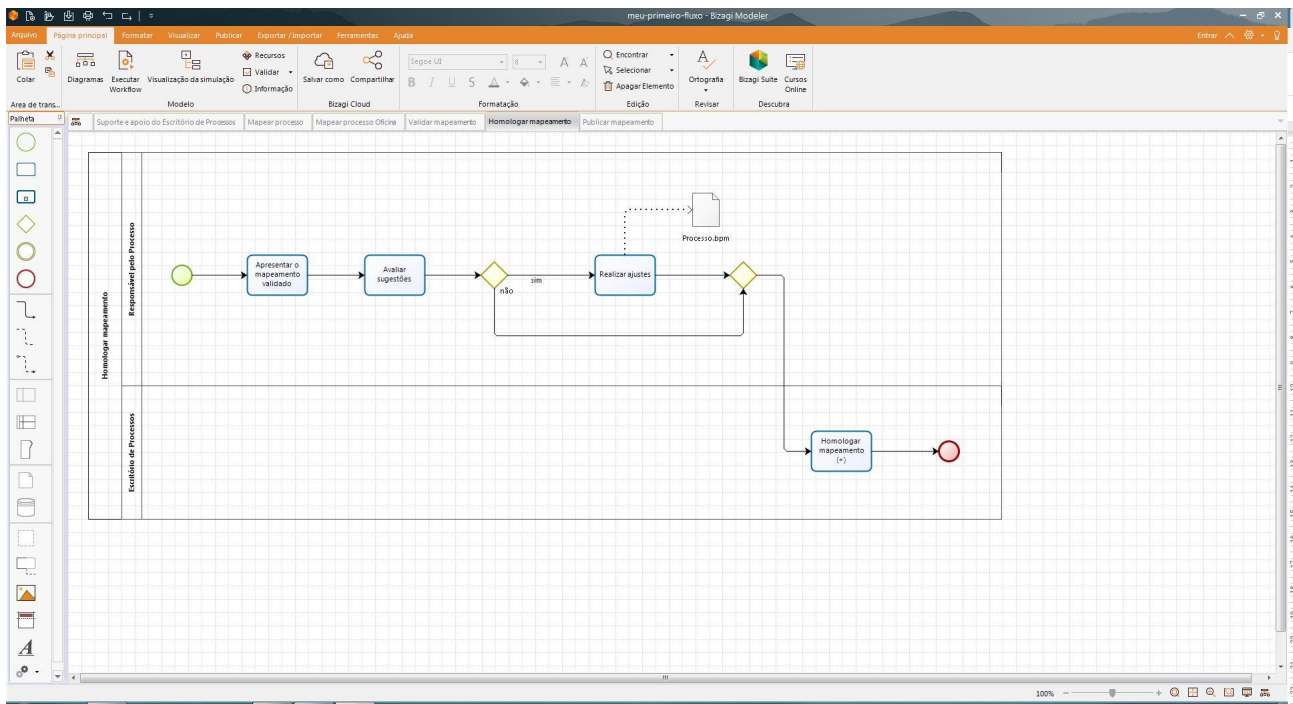 meu-primeiro-fluxo - Bizagi Modeler
Arquivo Página principal Formatar Visualizar Publicar Exportar / Importar Ferramentas Ajuda Entrar
Colar
Diagramas
Executar Workflow
Visualização da simulação
Recursos
Validar
Informação
Salvar como
Compartilhar
Segoe UI 8 A A
B I U S A
Encontrar
Selecionar
Apagar Elemento
Ortografia
Bizagi Suite
Cursos Online
Área de trans... Modelo Bizagi Cloud Formatação Edição Revisar Descubra
Palheta
Suporte e apoio do Escritório de Processos Mapear processo Mapear processo Oficina Validar mapeamento Homologar mapeamento Publicar mapeamento
Homologar mapeamento
Responsável pelo Processo
Apresentar o
mapeamento
validado
Avaliar
sugestões
sim
não
Realizar ajustes
Processo.bpm
Escritório de Processos
Homologar
mapeamento
(+)
A
100%